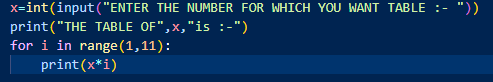 x=int(input("ENTER THE NUMBER FOR WHICH YOU WANT TABLE :- "))
print("THE TABLE OF",x,"is :-")
for i in range(1,11):
    print(x*i)